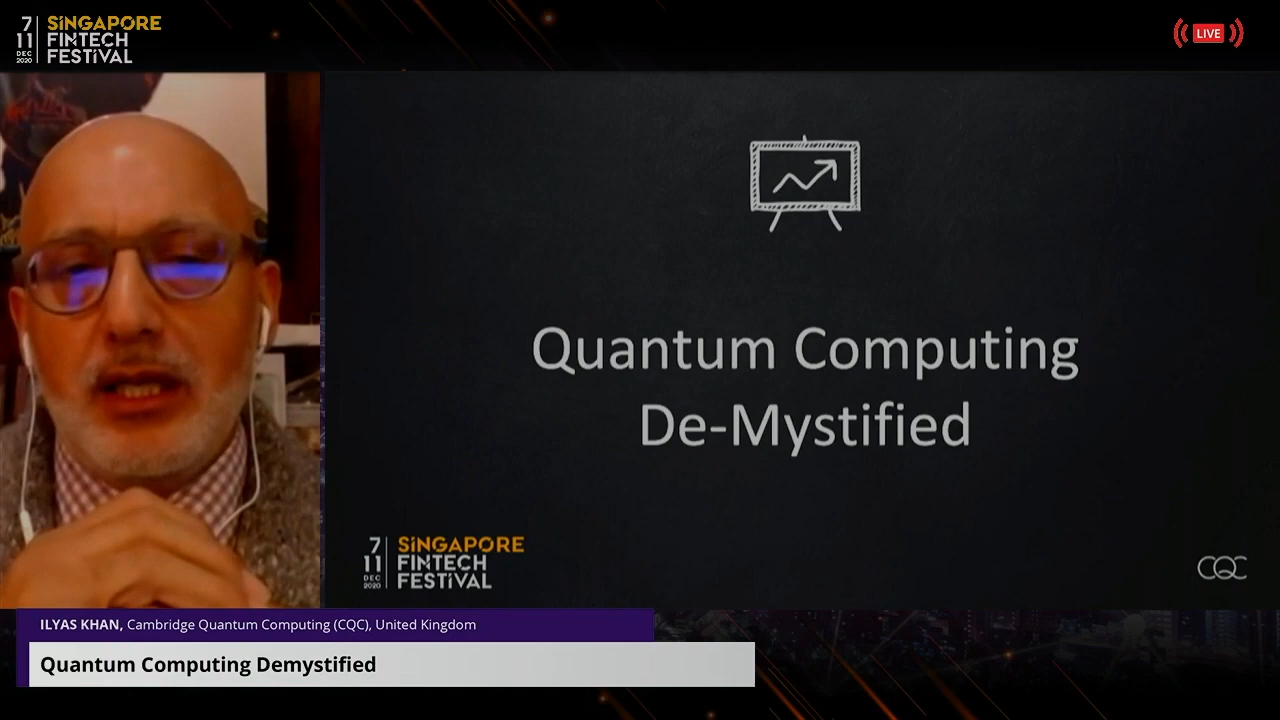 7
11
DEC
2020
SINGAPORE
FINTECH
FESTIVAL
LIVE
Quantum Computing
De-Mystified
7
11
DEC
2020
SINGAPORE
FINTECH
FESTIVAL
CQC
ILYAS KHAN, Cambridge Quantum Computing (CQC), United Kingdom
Quantum Computing Demystified